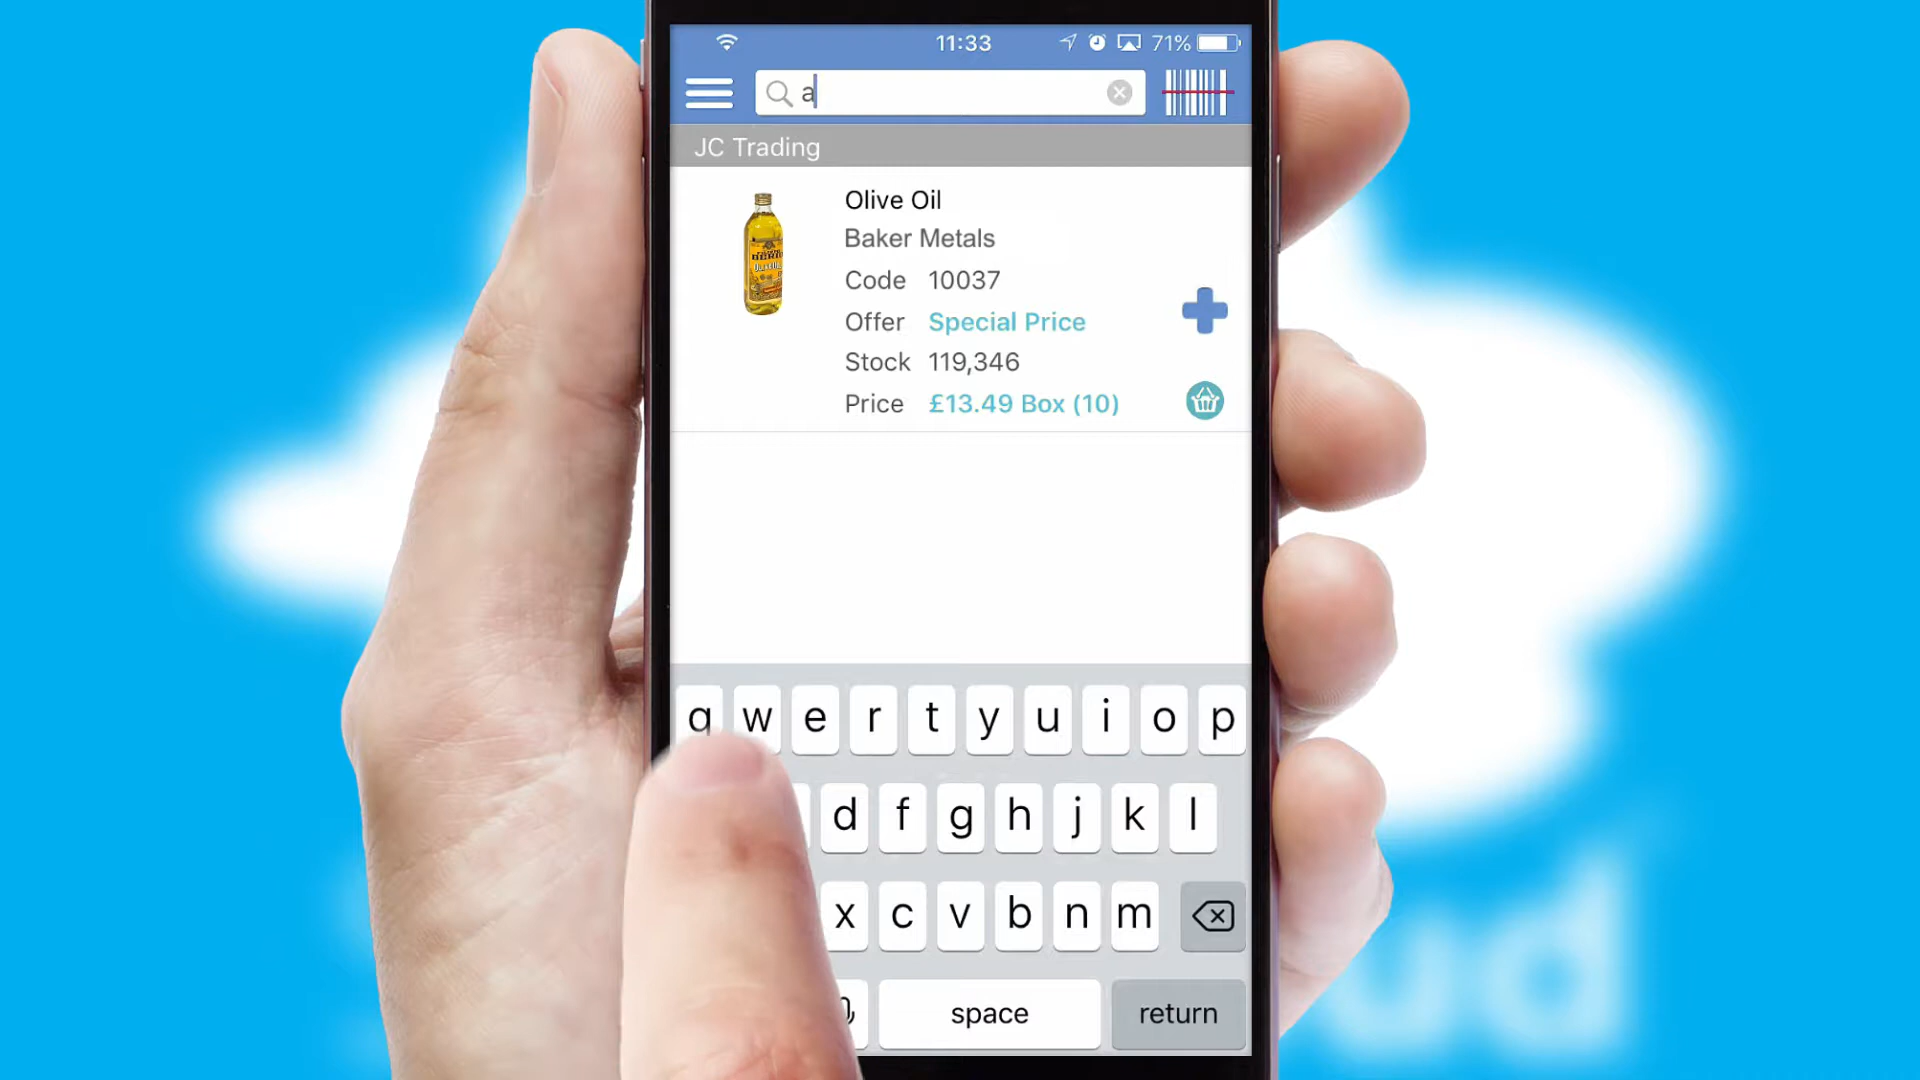 11:33
71%
a
JC Trading
Olive Oil
Baker Metals
Code 10037
Offer Special Price
Stock 119,346
Price £13.49 Box (10)
q w e r t y u i o p
d f g h j k l
x c v b n m
space return
ud